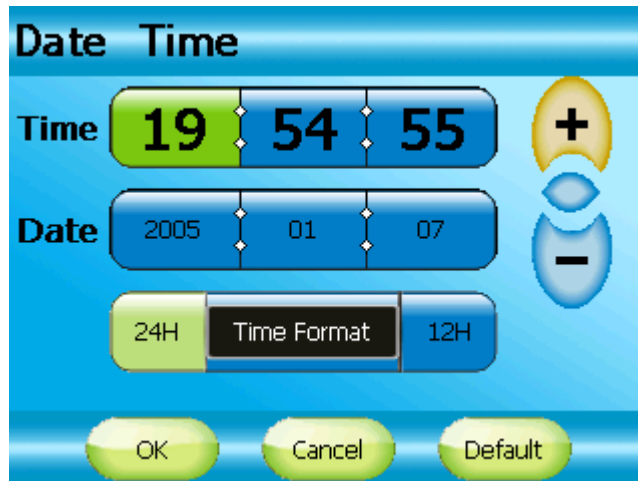 Date Time
Time 19 54 55 +
Date 2005 01 07 −
24H Time Format 12H
OK Cancel Default